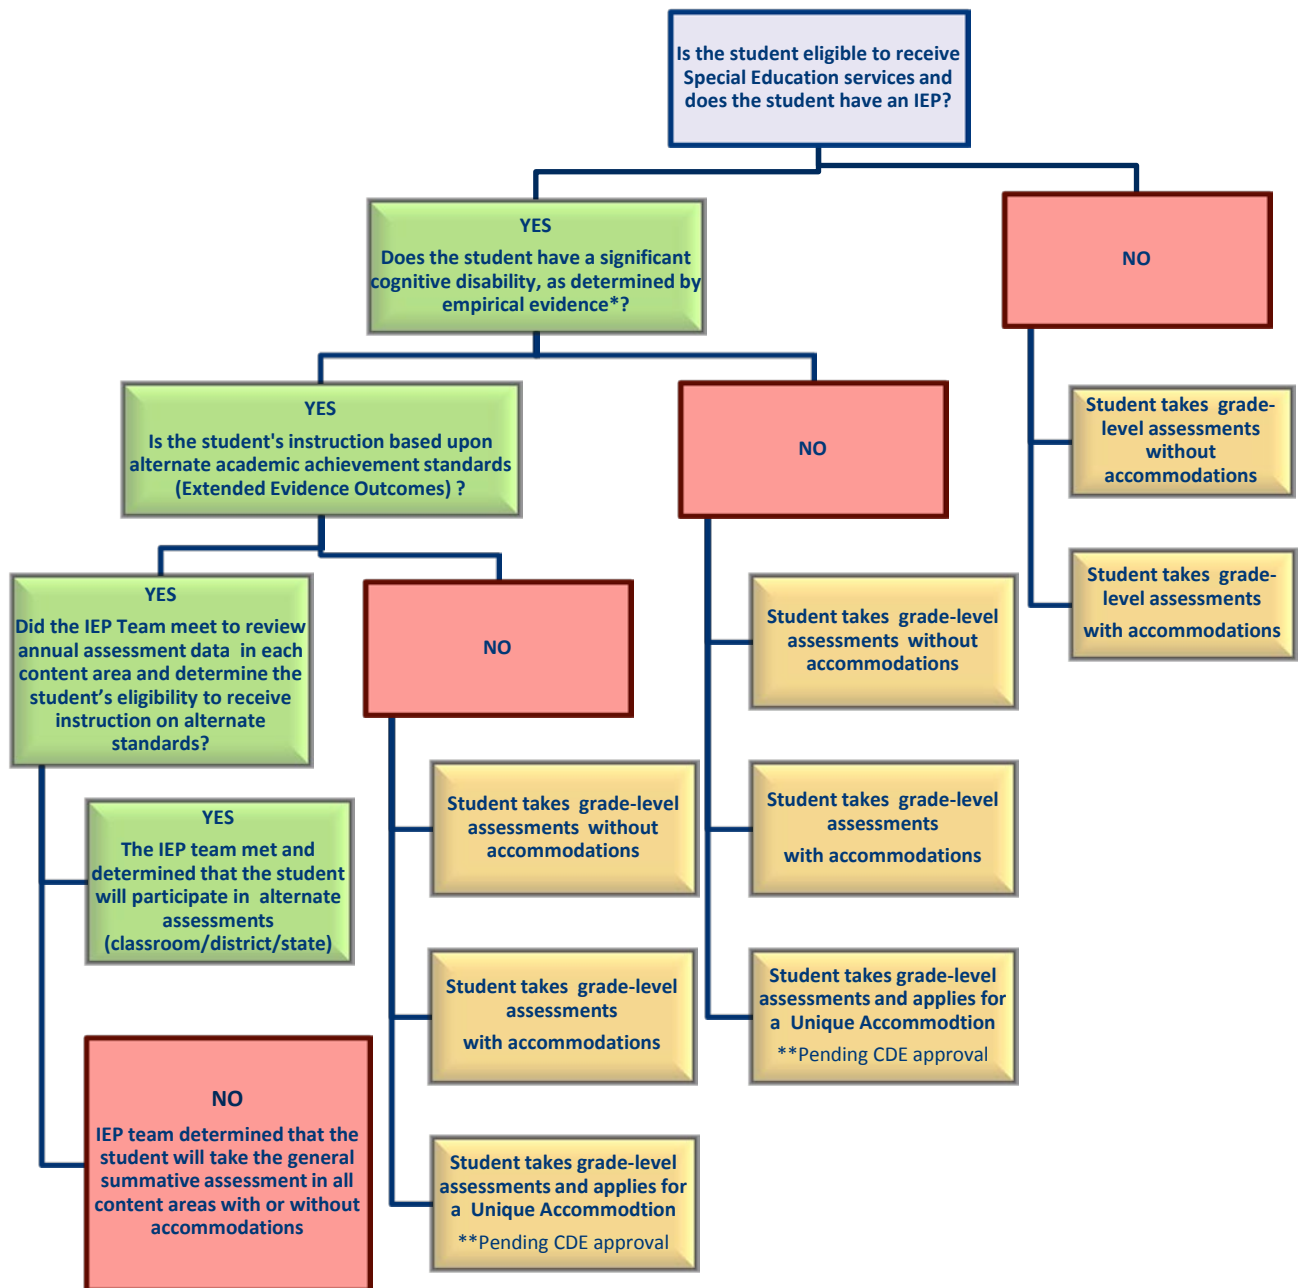 Is the student eligible to receive
Special Education services and
does the student have an IEP?
YES
Does the student have a significant
cognitive disability, as determined by
empirical evidence*?
NO
YES
Is the student's instruction based upon
alternate academic achievement standards
(Extended Evidence Outcomes) ?
NO
Student takes grade-
level assessments
without
accommodations
Student takes grade-
level assessments
with accommodations
YES
Did the IEP Team meet to review
annual assessment data in each
content area and determine the
student’s eligibility to receive
instruction on alternate
standards?
NO
Student takes grade-level
assessments without
accommodations
Student takes grade-level
assessments
with accommodations
Student takes grade-level
assessments and applies for
a Unique Accommodtion
**Pending CDE approval
YES
The IEP team met and
determined that the student
will participate in alternate
assessments
(classroom/district/state)
Student takes grade-level
assessments without
accommodations
Student takes grade-level
assessments
with accommodations
NO
IEP team determined that the
student will take the general
summative assessment in all
content areas with or without
accommodations
Student takes grade-level
assessments and applies for
a Unique Accommodtion
**Pending CDE approval